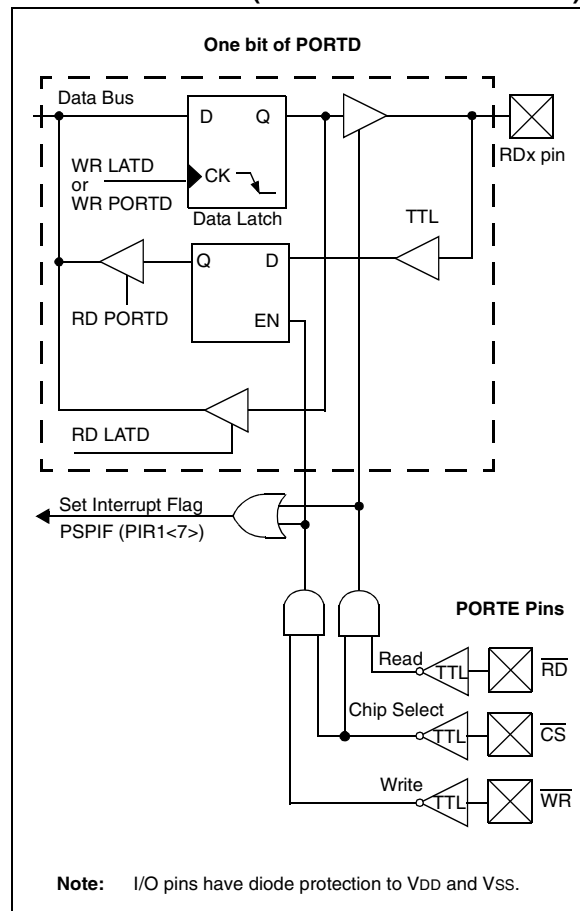 One bit of PORTD
Data Bus
D Q
RDx pin
WR LATD
or
WR PORTD
CK
Data Latch
TTL
Q D
RD PORTD
EN
RD LATD
Set Interrupt Flag
PSPIF (PIR1<7>)
PORTE Pins
Read
TTL
RD
Chip Select
TTL
CS
Write
TTL
WR
Note: I/O pins have diode protection to VDD and VSS.